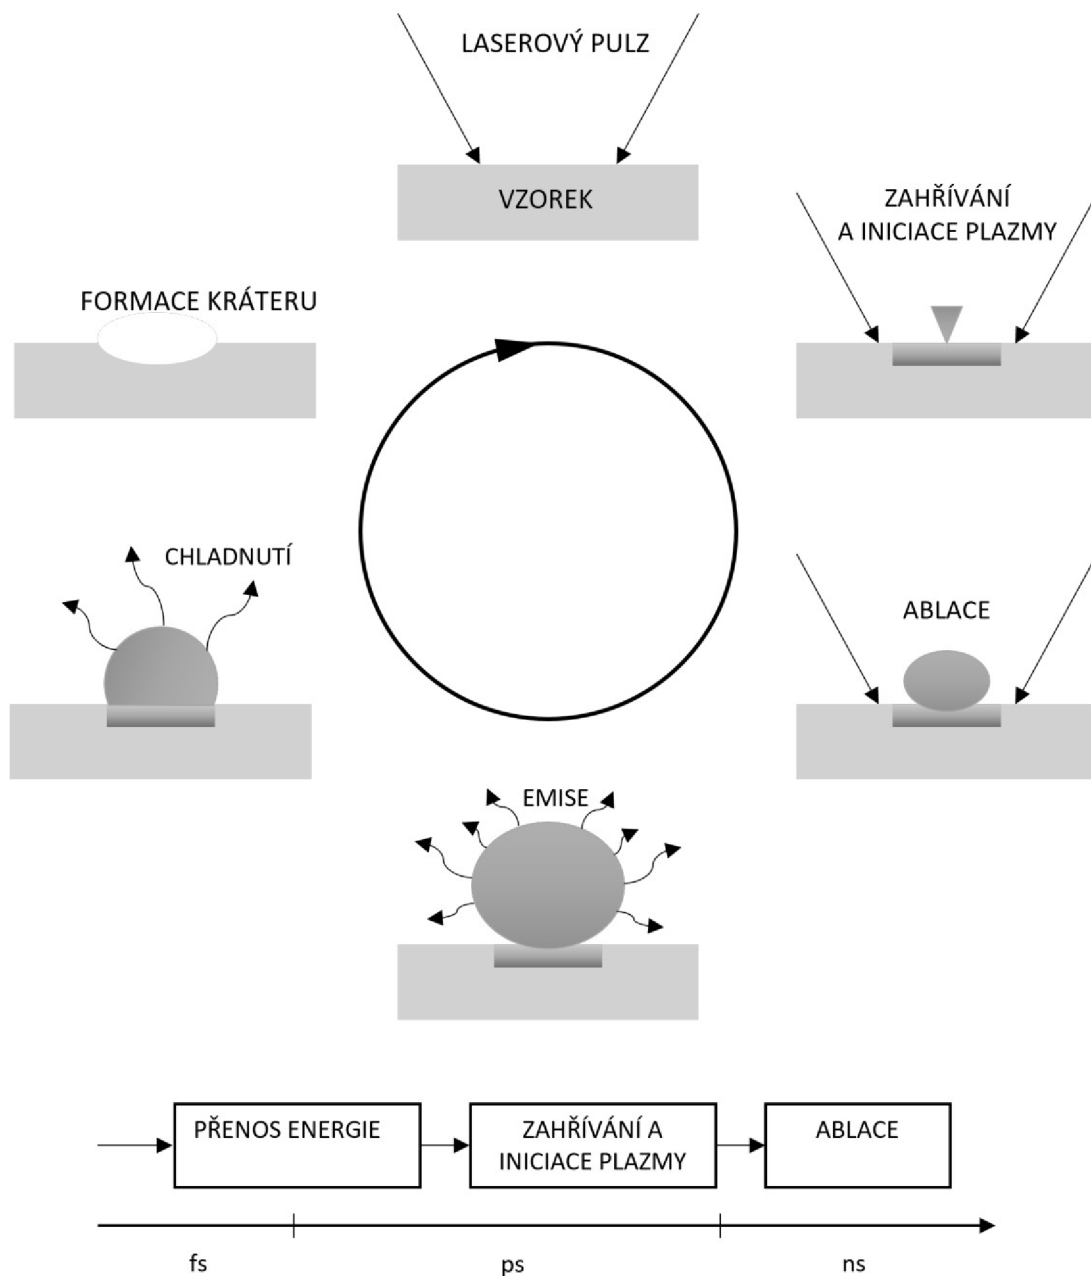 LASEROVÝ PULZ
VZOREK
ZAHŘÍVÁNÍ
A INICIACE PLAZMY
FORMACE KRÁTERU
CHLADNUTÍ
ABLACE
EMISE
PŘENOS ENERGIE
ZAHŘÍVÁNÍ A
INICIACE PLAZMY
ABLACE
fs
ps
ns